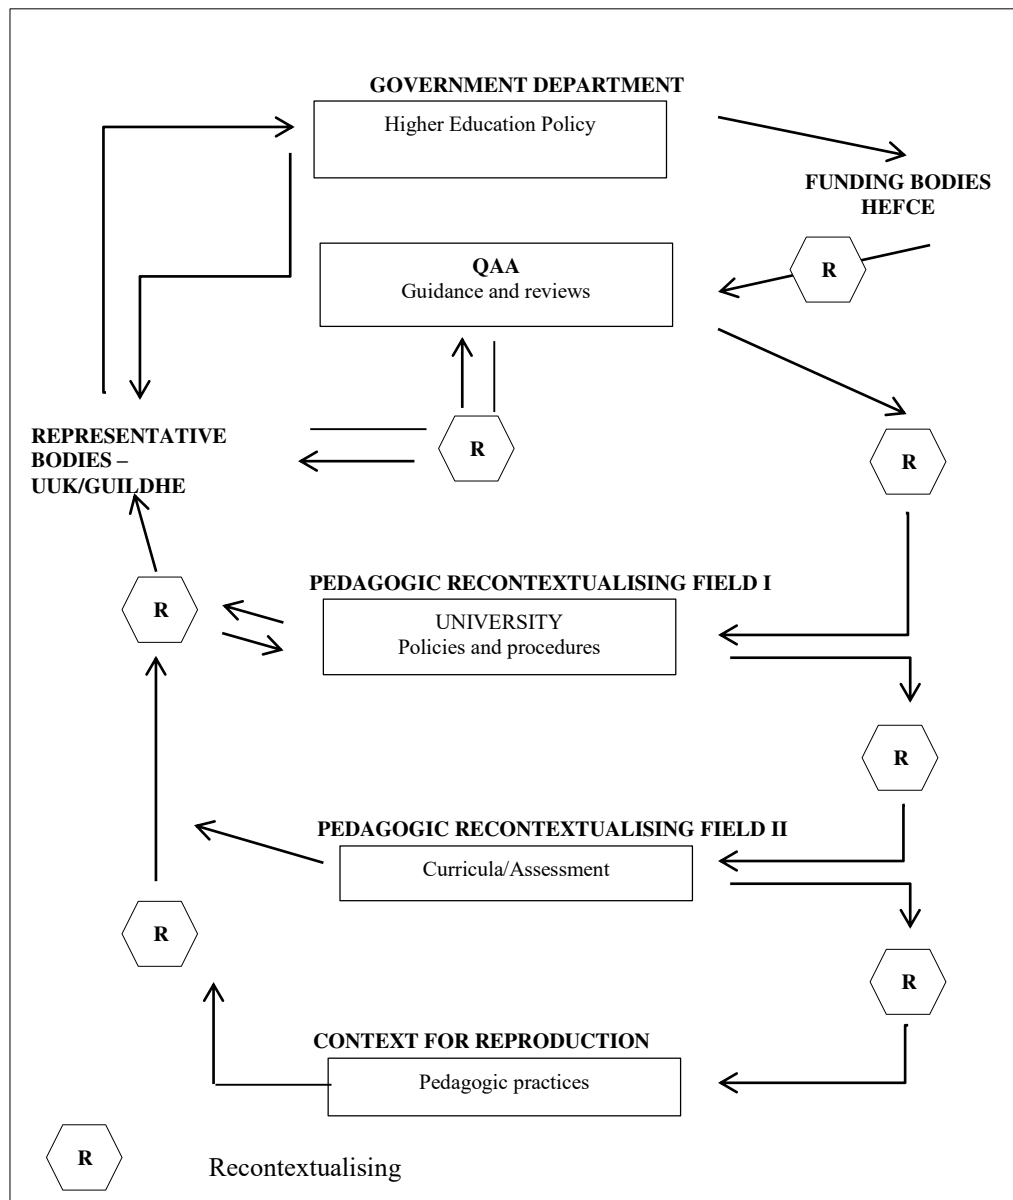 GOVERNMENT DEPARTMENT
Higher Education Policy
FUNDING BODIES
HEFCE
R
QAA
Guidance and reviews
REPRESENTATIVE
BODIES –
UUK/GUILDHE
R
R
PEDAGOGIC RECONTEXTUALISING FIELD I
R
UNIVERSITY
Policies and procedures
R
PEDAGOGIC RECONTEXTUALISING FIELD II
Curricula/Assessment
R
R
CONTEXT FOR REPRODUCTION
Pedagogic practices
R
Recontextualising